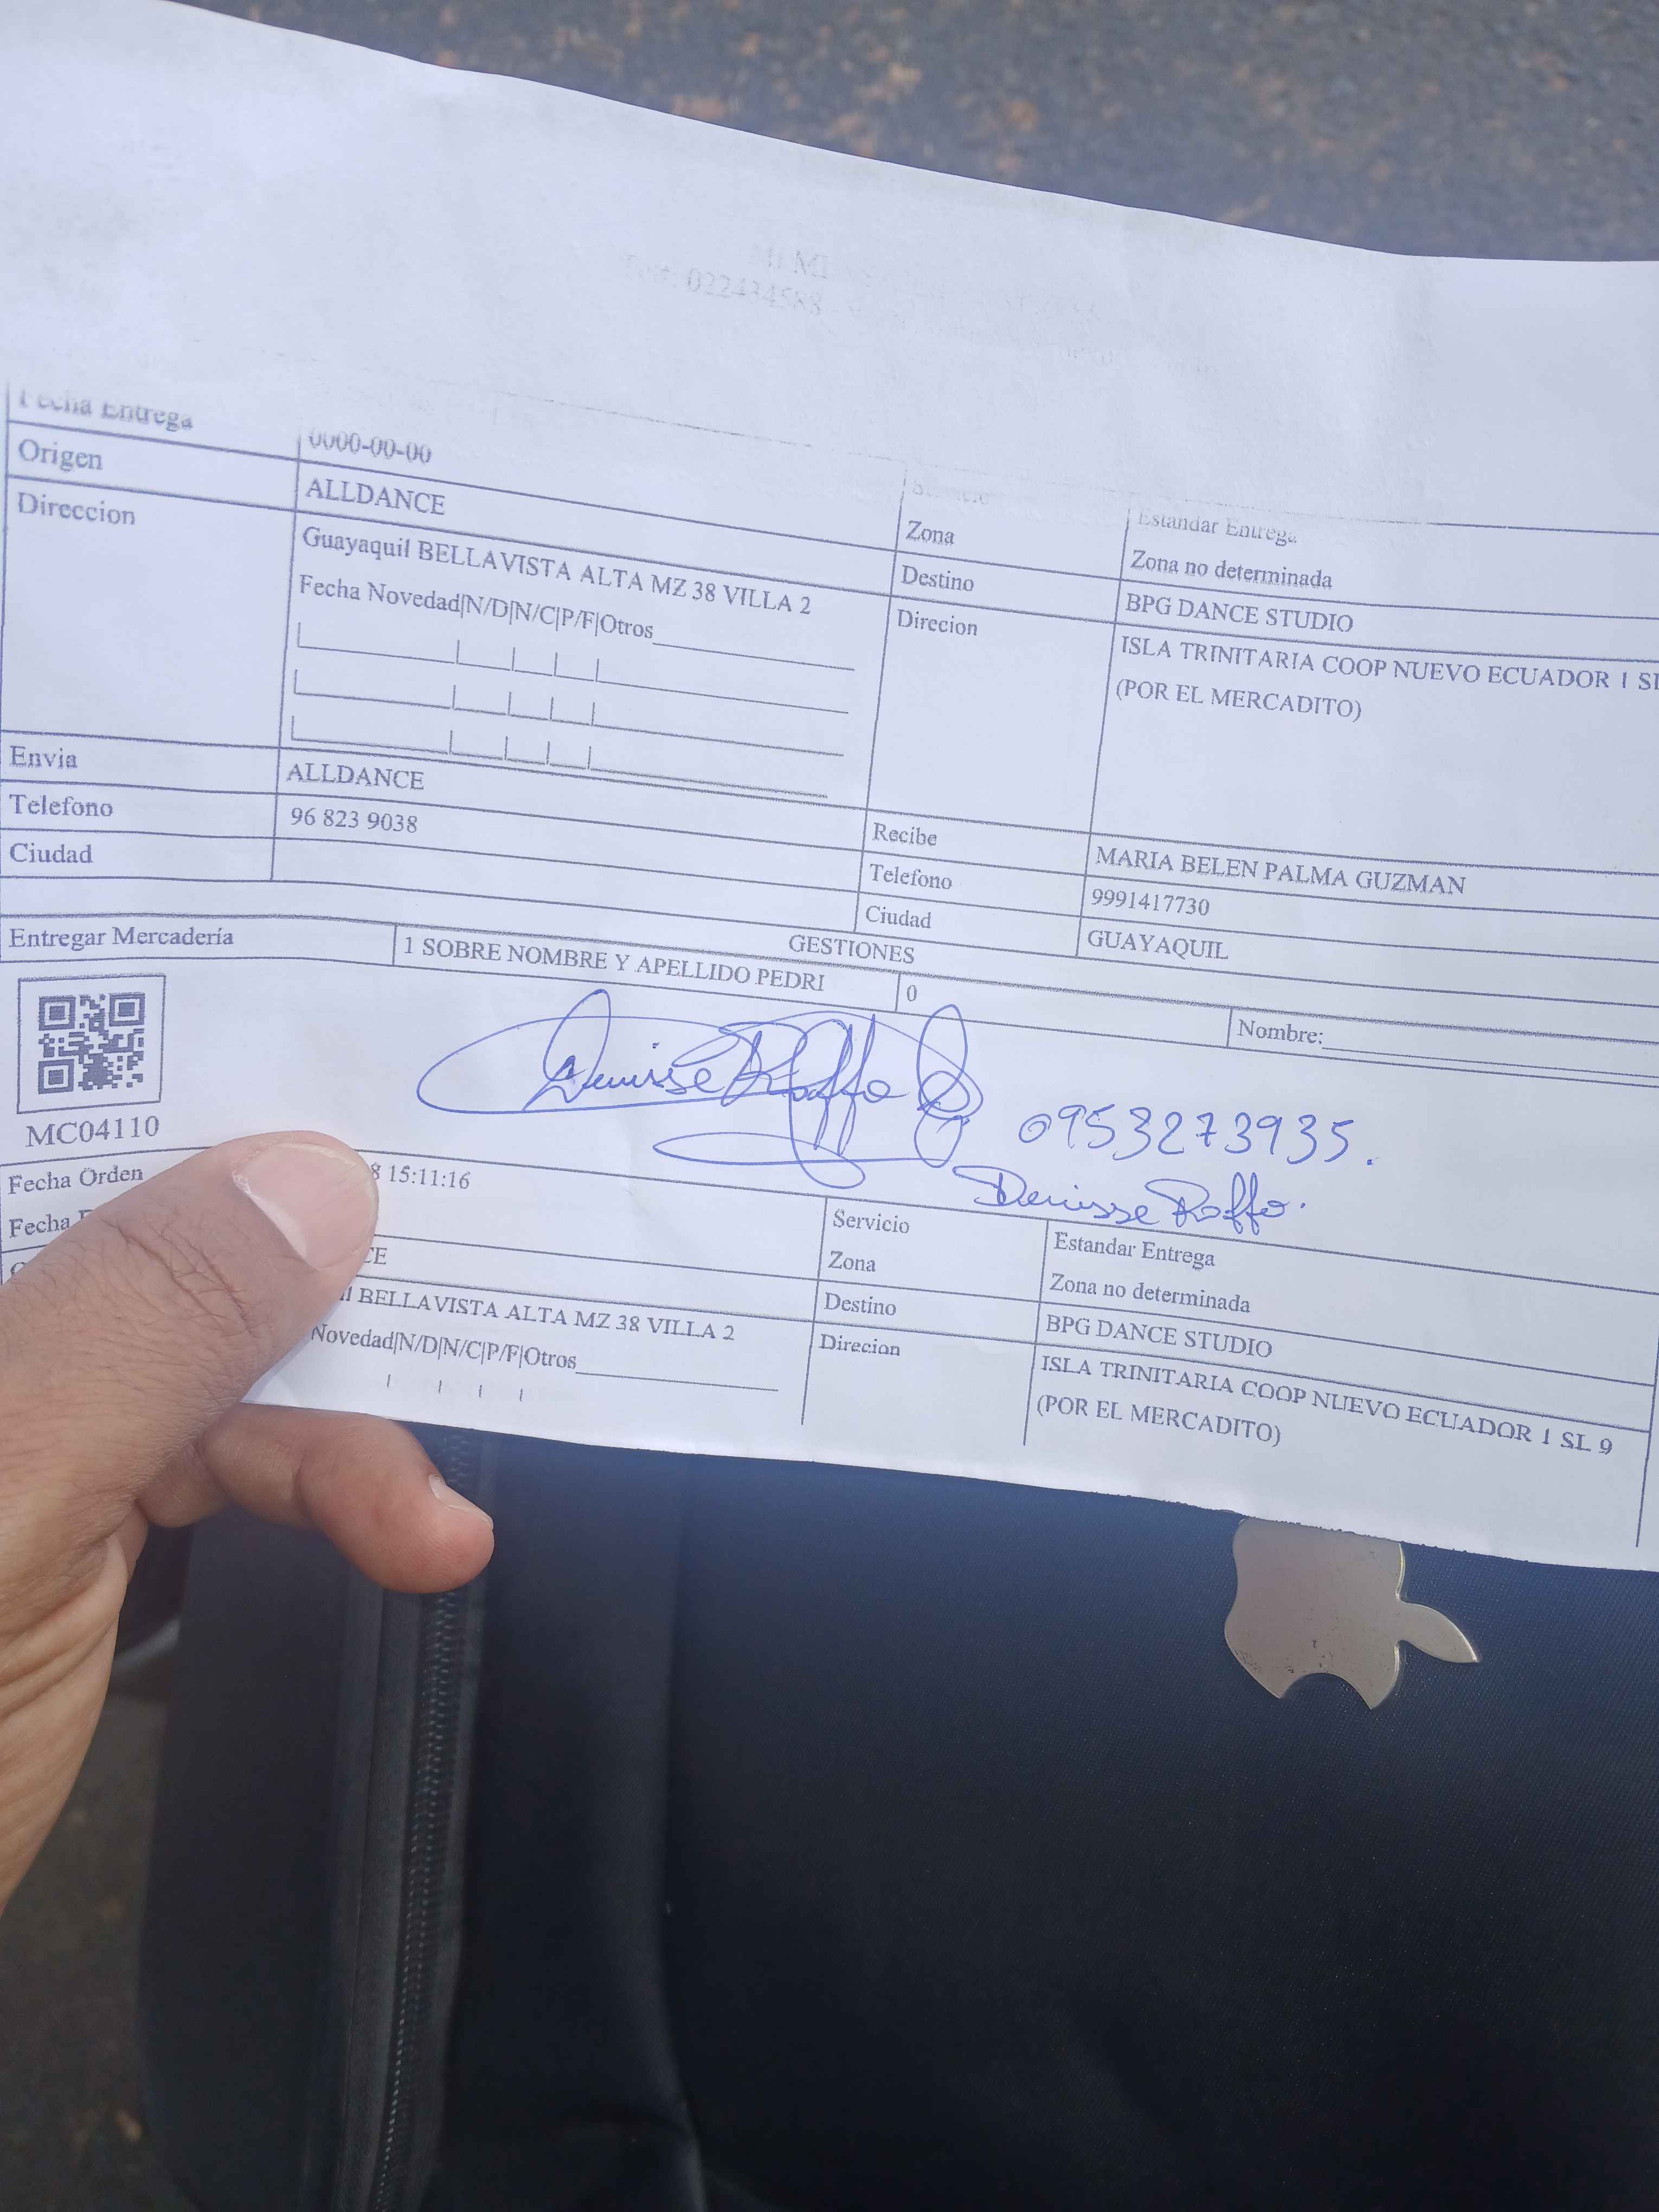 Fecha Entrega 0000-00-00
Estandar Entrega
Origen ALLDANCE
Zona Zona no determinada
Direccion Guayaquil BELLAVISTA ALTA MZ 38 VILLA 2
Destino BPG DANCE STUDIO
Fecha Novedad|N/D|N/C|P/F|Otros
Direcion ISLA TRINITARIA COOP NUEVO ECUADOR 1
(POR EL MERCADITO)
Envia ALLDANCE
Telefono 96 823 9038
Ciudad
Recibe MARIA BELEN PALMA GUZMAN
Telefono 9991417730
Ciudad GUAYAQUIL
GESTIONES
Entregar Mercadería 1 SOBRE NOMBRE Y APELLIDO PEDRI 0 Nombre:
Denisse Roffo
0953273935.
Denisse Roffo.
MC04110
Fecha Orden 15:11:16
Fecha
Servicio Estandar Entrega
Zona Zona no determinada
BELLAVISTA ALTA MZ 38 VILLA 2
Destino BPG DANCE STUDIO
Novedad|N/D|N/C|P/F|Otros
Direcion ISLA TRINITARIA COOP NUEVO ECUADOR 1 SL 9
(POR EL MERCADITO)